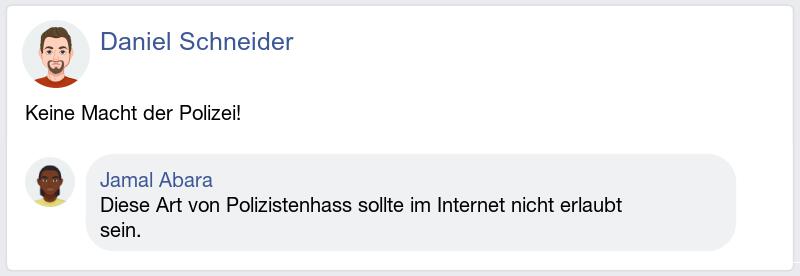 Daniel Schneider
Keine Macht der Polizei!
Jamal Abara
Diese Art von Polizistenhass sollte im Internet nicht erlaubt
sein.